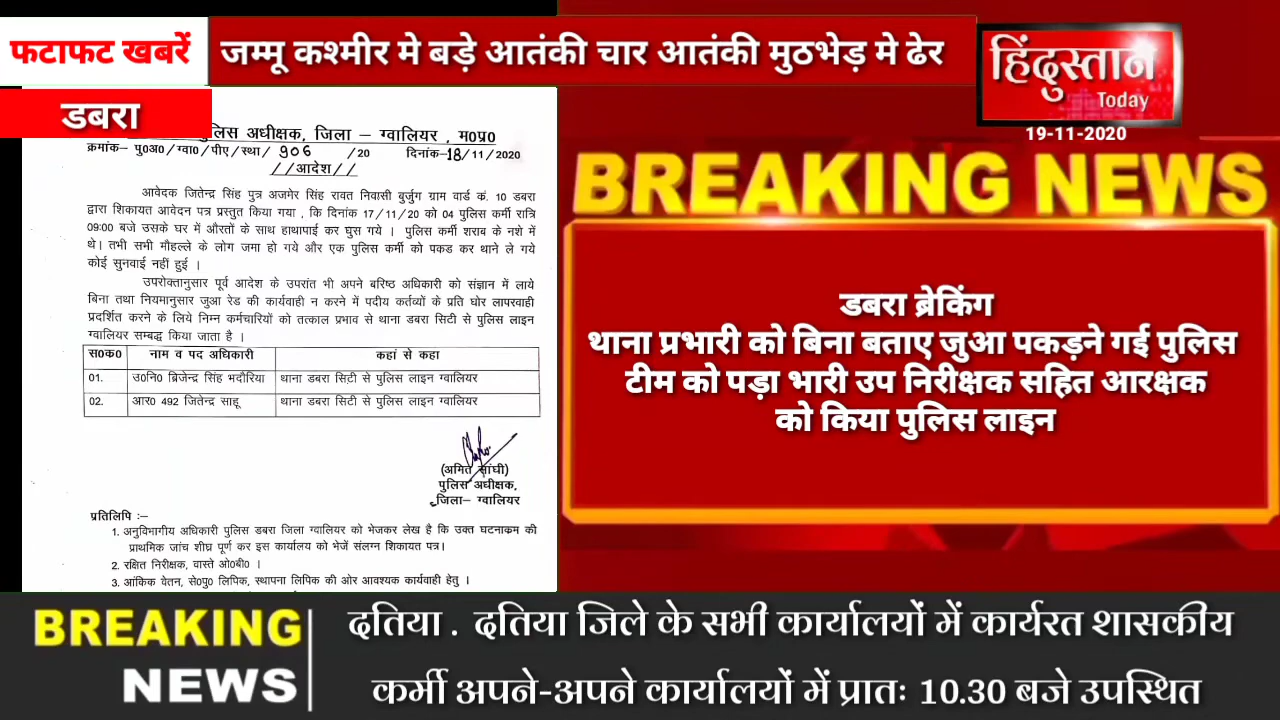 फटाफट खबरें
जम्मू कश्मीर मे बड़े आतंकी चार आतंकी मुठभेड़ मे ढेर
हिंदुस्तान
Today
19-11-2020
डबरा
पुलिस अधीक्षक, जिला – ग्वालियर , म0प्र0
क्रमांक– पु0अ0/ग्वा0/पीए/स्था/ 906 /20 दिनांक–18/11/2020
//आदेश//
आवेदक जितेन्द्र सिंह पुत्र अजमेर सिंह रावत निवासी बुर्जुग ग्राम वार्ड कं. 10 डबरा
द्वारा शिकायत आवेदन पत्र प्रस्तुत किया गया , कि दिनांक 17/11/20 को 04 पुलिस कर्मी रात्रि
09:00 बजे उसके घर में औरतों के साथ हाथापाई कर घुस गये । पुलिस कर्मी शराब के नशे में
थे। तभी सभी मौहल्ले के लोग जमा हो गये और एक पुलिस कर्मी को पकड कर थाने ले गये
कोई सुनवाई नहीं हुई ।
उपरोक्तानुसार पूर्व आदेश के उपरांत भी अपने बरिष्ठ अधिकारी को संज्ञान में लाये
बिना तथा नियमानुसार जुआ रेड की कार्यवाही न करने में पदीय कर्तव्यों के प्रति घोर लापरवाही
प्रदर्शित करने के लिये निम्न कर्मचारियों को तत्काल प्रभाव से थाना डबरा सिटी से पुलिस लाइन
ग्वालियर सम्बद्ध किया जाता है ।
स0क0 नाम व पद अधिकारी कहां से कहा
01. उ0नि0 ब्रिजेन्द्र सिंह भदौरिया थाना डबरा सिटी से पुलिस लाइन ग्वालियर
02. आर0 492 जितेन्द्र साहू थाना डबरा सिटी से पुलिस लाइन ग्वालियर
(अमित सांघी)
पुलिस अधीक्षक,
जिला– ग्वालियर
प्रतिलिपि :–
1. अनुविभागीय अधिकारी पुलिस डबरा जिला ग्वालियर को भेजकर लेख है कि उक्त घटनाकम की
प्राथमिक जांच शीघ्र पूर्ण कर इस कार्यालय को भेजें संलग्न शिकायत पत्र।
2. रक्षित निरीक्षक, वास्ते ओ0बी0 ।
3. आंकिक वेतन, से0पु0 लिपिक, स्थापना लिपिक की ओर आवश्यक कार्यवाही हेतु ।
BREAKING NEWS
डबरा ब्रेकिंग
थाना प्रभारी को बिना बताए जुआ पकड़ने गई पुलिस
टीम को पड़ा भारी उप निरीक्षक सहित आरक्षक
को किया पुलिस लाइन
BREAKING
NEWS
दतिया . दतिया जिले के सभी कार्यालयों में कार्यरत शासकीय
कर्मी अपने-अपने कार्यालयों में प्रातः 10.30 बजे उपस्थित